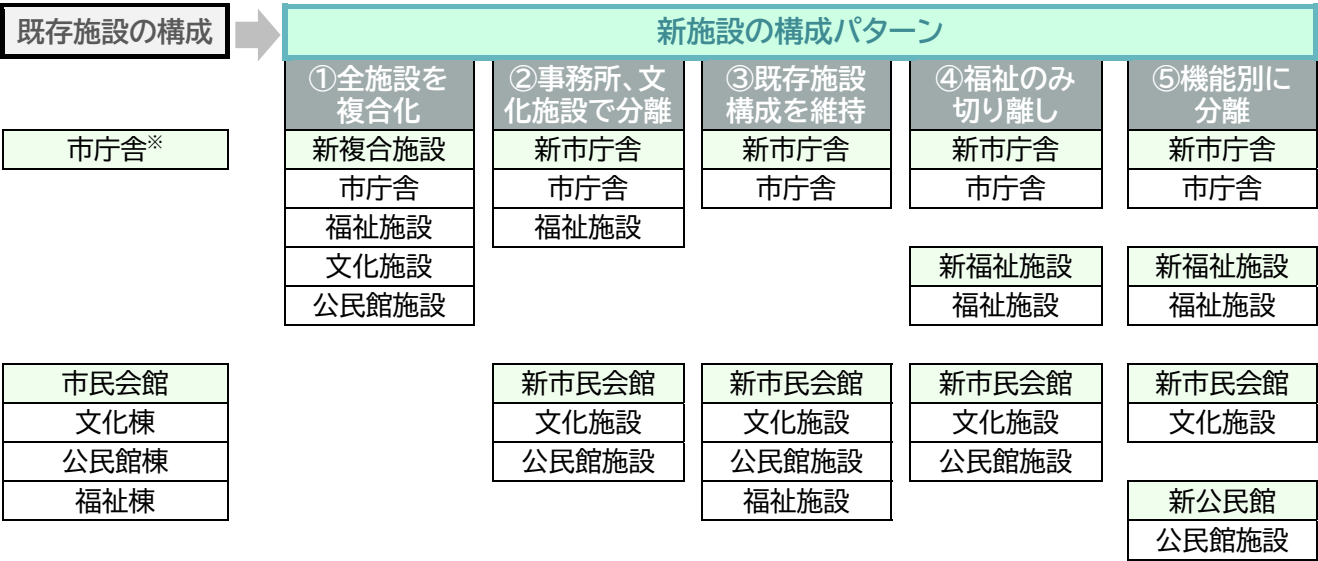 既存施設の構成
新施設の構成パターン
①全施設を
複合化
②事務所、文
化施設で分離
③既存施設
構成を維持
④福祉のみ
切り離し
⑤機能別に
分離
市庁舎※
新複合施設
新市庁舎
新市庁舎
新市庁舎
新市庁舎
市庁舎
市庁舎
市庁舎
市庁舎
市庁舎
福祉施設
福祉施設
文化施設
新福祉施設
新福祉施設
公民館施設
福祉施設
福祉施設
市民会館
新市民会館
新市民会館
新市民会館
新市民会館
文化棟
文化施設
文化施設
文化施設
文化施設
公民館棟
公民館施設
公民館施設
公民館施設
福祉棟
福祉施設
新公民館
公民館施設